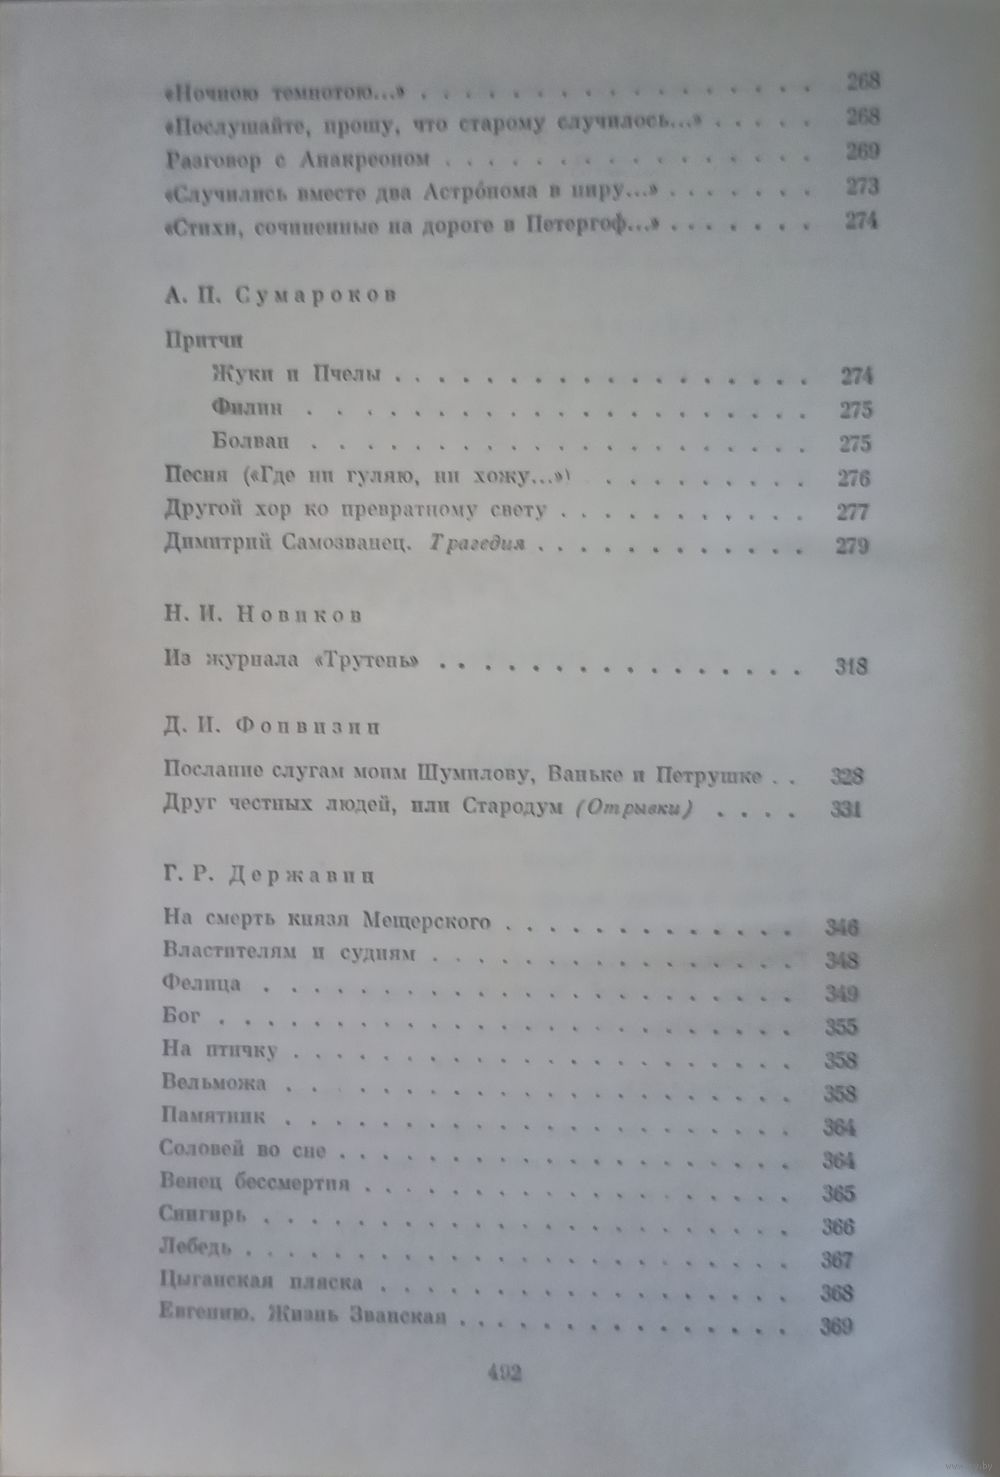 «Ночною темнотою...» . . . . . . . . . . . . . . 268
«Послушайте, прошу, что старому случилось...» . . . . . 268
Разговор с Анакреоном . . . . . . . . . . . . . 269
«Случились вместе два Астро́нома в пиру...» . . . . . . . 273
«Стихи, сочиненные на дороге в Петергоф...» . . . . . . . 274
А. П. Сумароков
Притчи
Жуки и Пчелы . . . . . . . . . . . . . . 274
Филин . . . . . . . . . . . . . . . . . 275
Болван . . . . . . . . . . . . . . . . 275
Песня («Где ни гуляю, ни хожу...») . . . . . . . . . 276
Другой хор ко превратному свету . . . . . . . . . 277
Димитрий Самозванец. Трагедия . . . . . . . . . . 279
Н. И. Новиков
Из журнала «Трутень» . . . . . . . . . . . . . 318
Д. И. Фонвизин
Послание слугам моим Шумилову, Ваньке и Петрушке . . 328
Друг честных людей, или Стародум (Отрывки) . . . . 331
Г. Р. Державин
На смерть князя Мещерского . . . . . . . . . . . 346
Властителям и судиям . . . . . . . . . . . . . 348
Фелица . . . . . . . . . . . . . . . . . . 349
Бог . . . . . . . . . . . . . . . . . . . 355
На птичку . . . . . . . . . . . . . . . . . 358
Вельможа . . . . . . . . . . . . . . . . . 358
Памятник . . . . . . . . . . . . . . . . . 364
Соловей во сне . . . . . . . . . . . . . . . 364
Венец бессмертия . . . . . . . . . . . . . . 365
Снигирь . . . . . . . . . . . . . . . . . . 366
Лебедь . . . . . . . . . . . . . . . . . . 367
Цыганская пляска . . . . . . . . . . . . . . 368
Евгению. Жизнь Званская . . . . . . . . . . . . 369
492